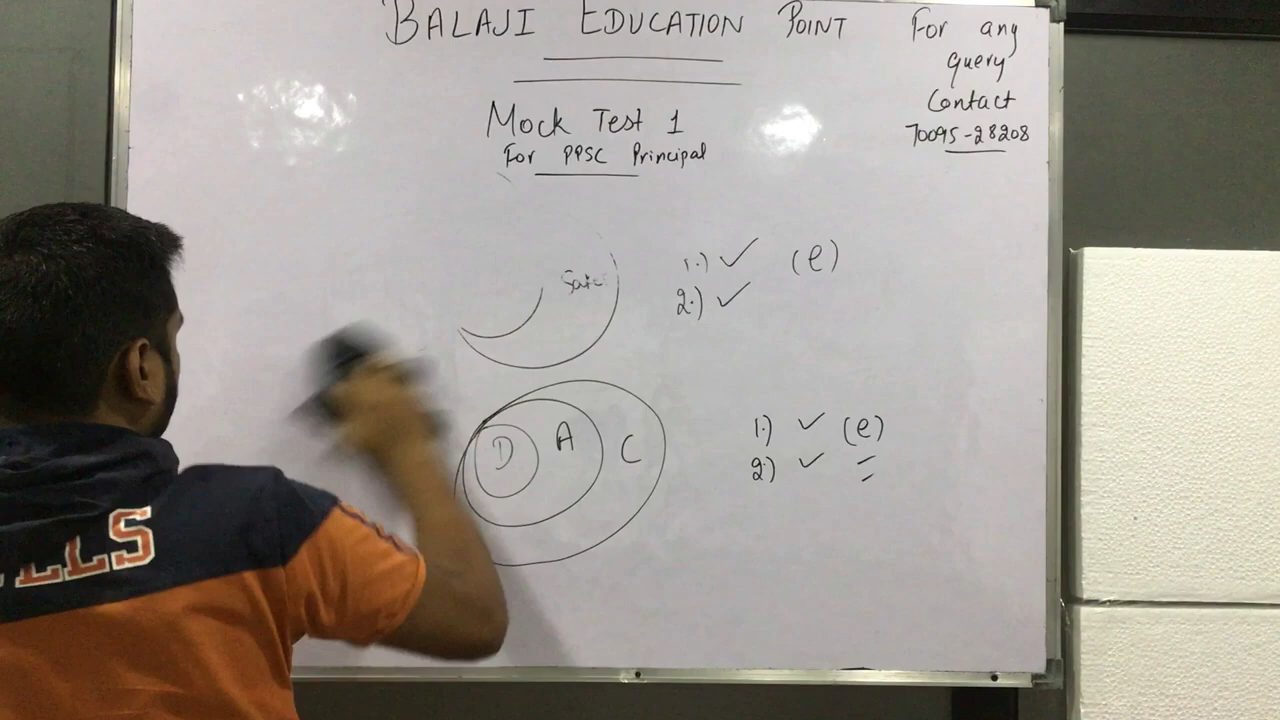 BALAJI EDUCATION POINT
For any
query
Contact
70095-28208
Mock Test 1
For PPSC Principal
1.) ✓ (e)
2.) ✓
D A C
1.) ✓ (e)
2.) ✓